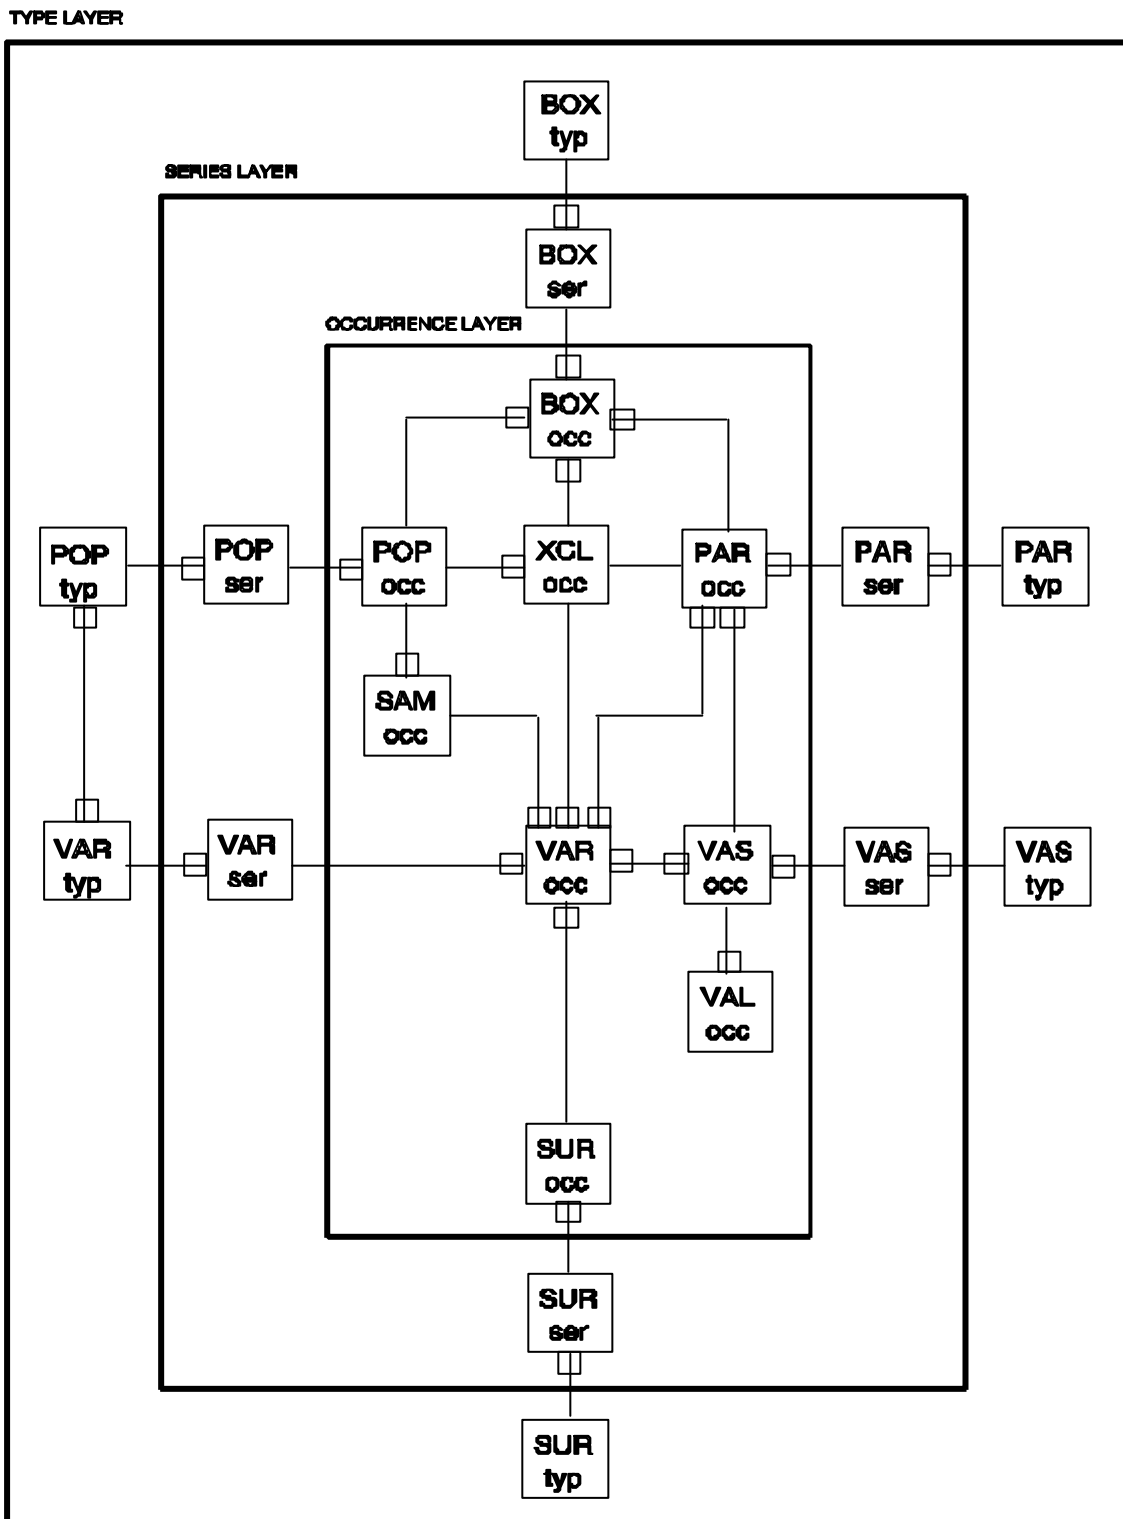 TYPE LAYER
BOX
typ
SERIES LAYER
BOX
ser
OCCURRENCE LAYER
BOX
occ
POP
typ
POP
ser
POP
occ
XCL
occ
PAR
occ
PAR
ser
PAR
typ
SAM
occ
VAR
typ
VAR
ser
VAR
occ
VAS
occ
VAS
ser
VAS
typ
VAL
occ
SUR
occ
SUR
ser
SUR
typ